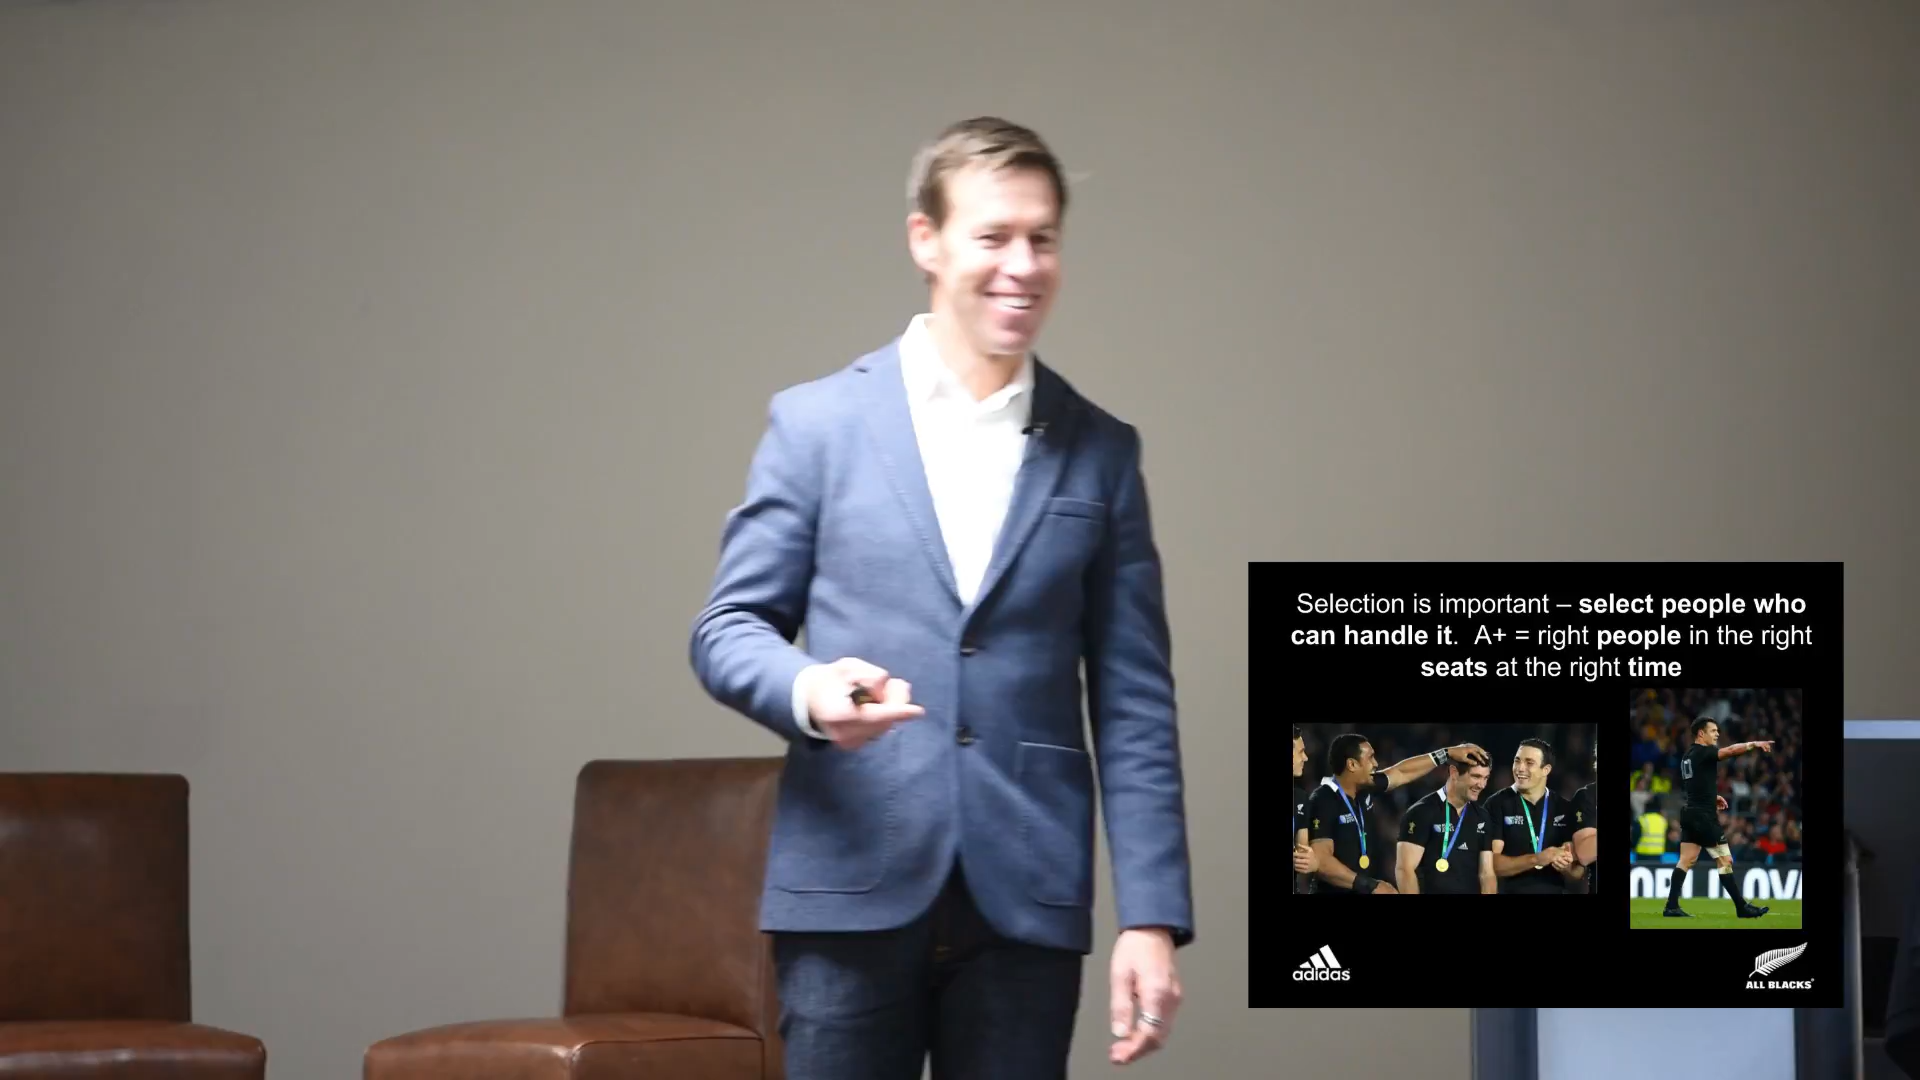 Selection is important – select people who
can handle it. A+ = right people in the right
seats at the right time
adidas
ALL BLACKS